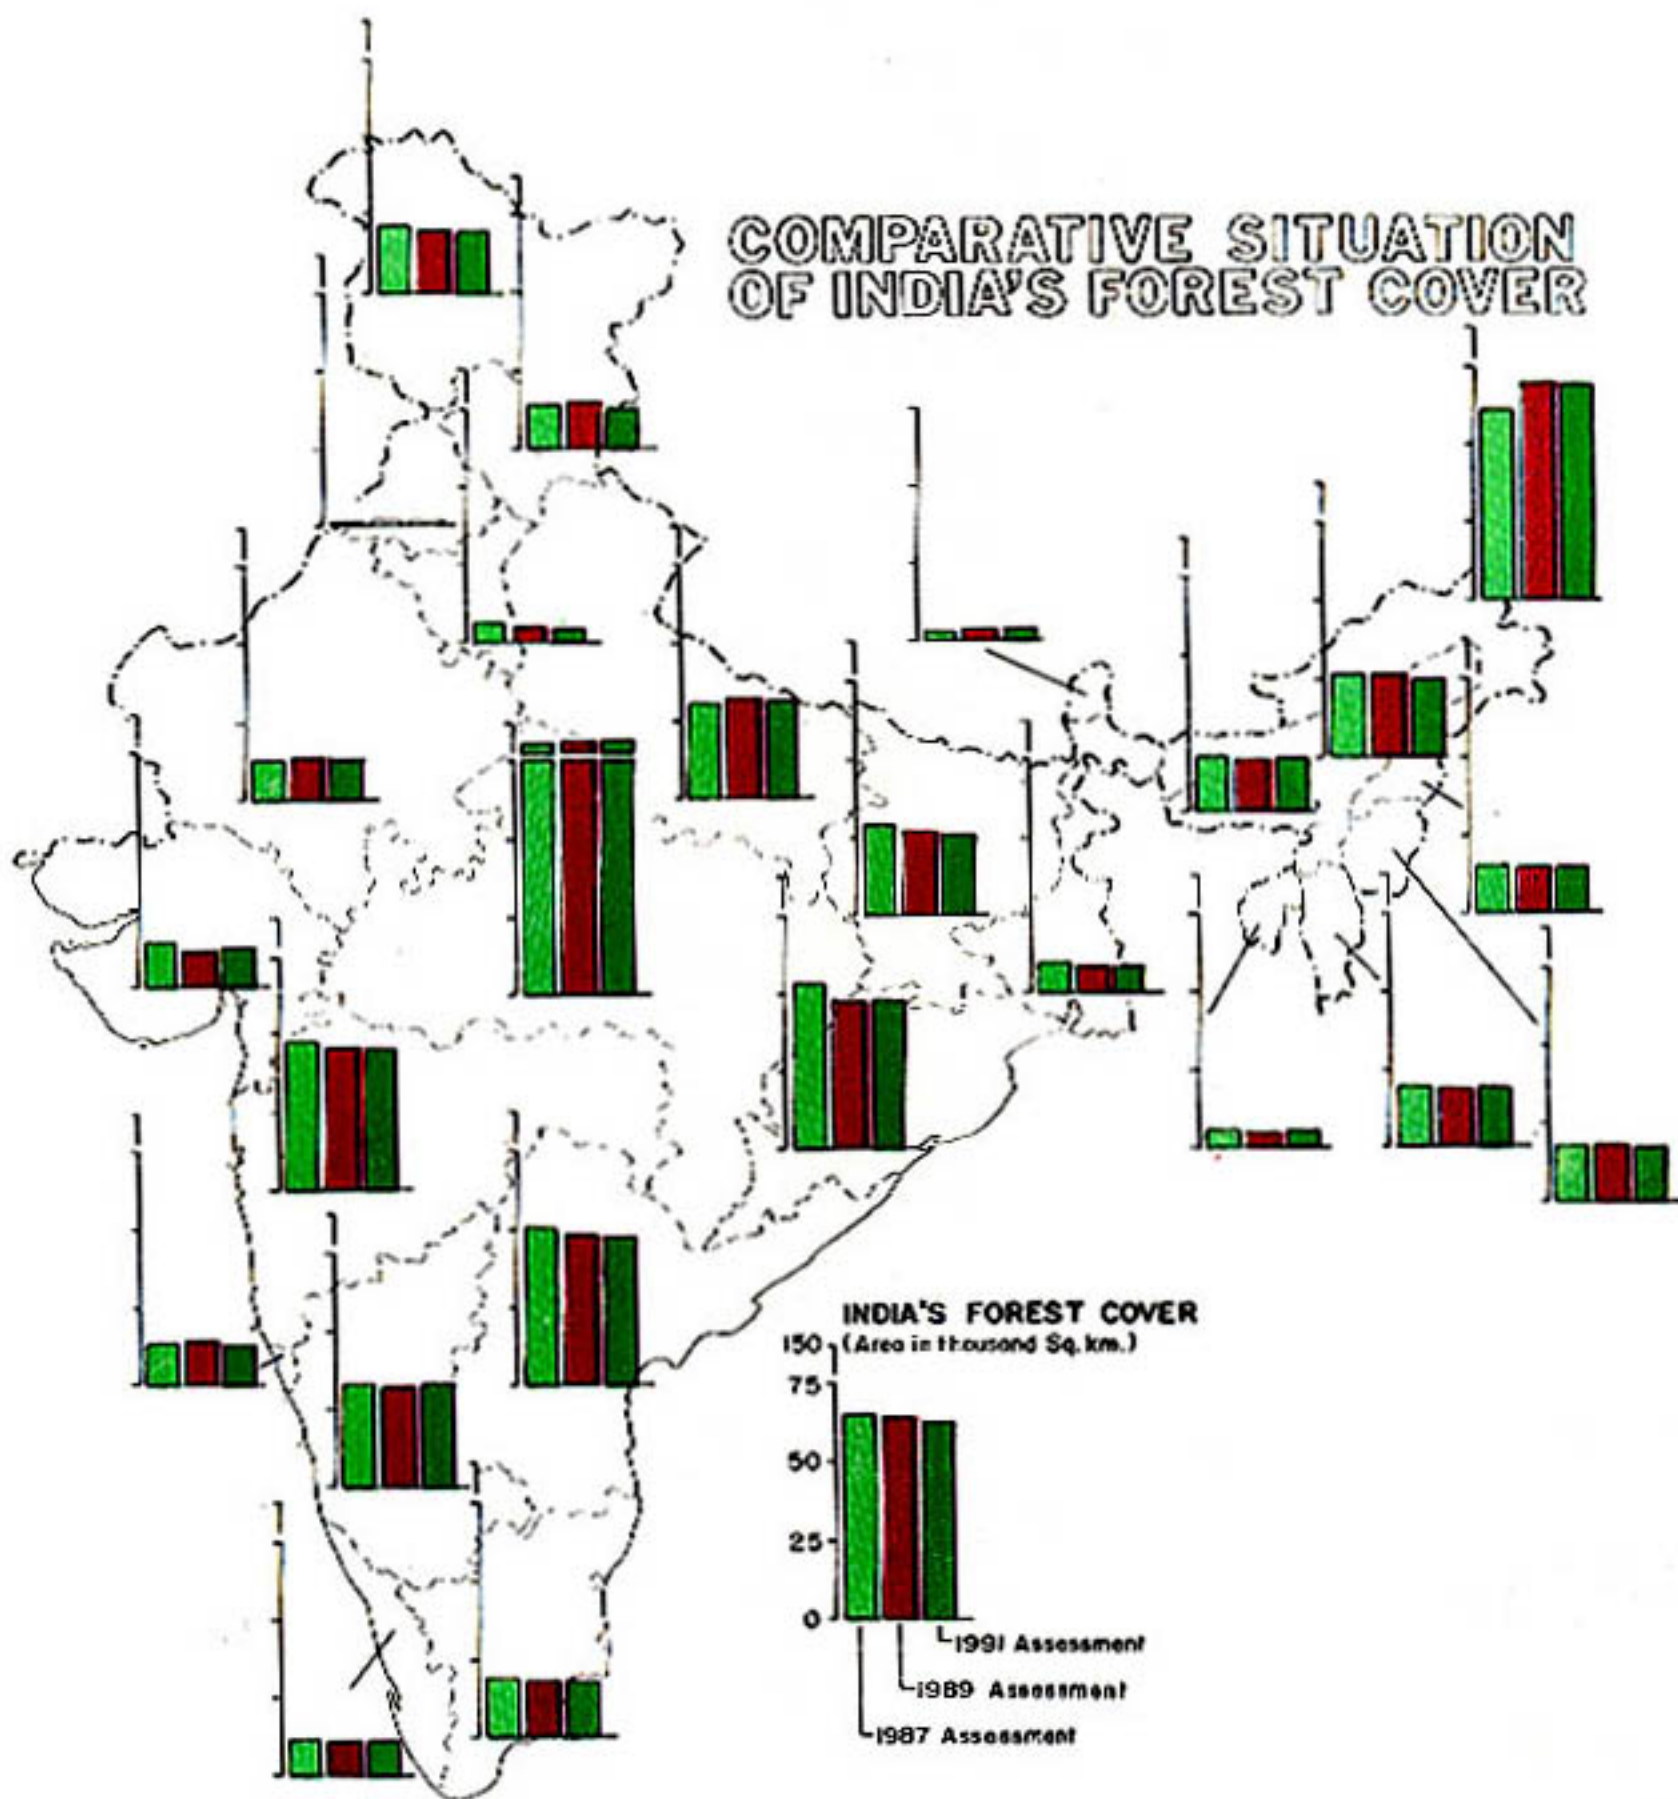 COMPARATIVE SITUATION
OF INDIA'S FOREST COVER
INDIA'S FOREST COVER
(Area in thousand Sq. km.)
150
75
50
25
0
1991 Assessment
1989 Assessment
1987 Assessment